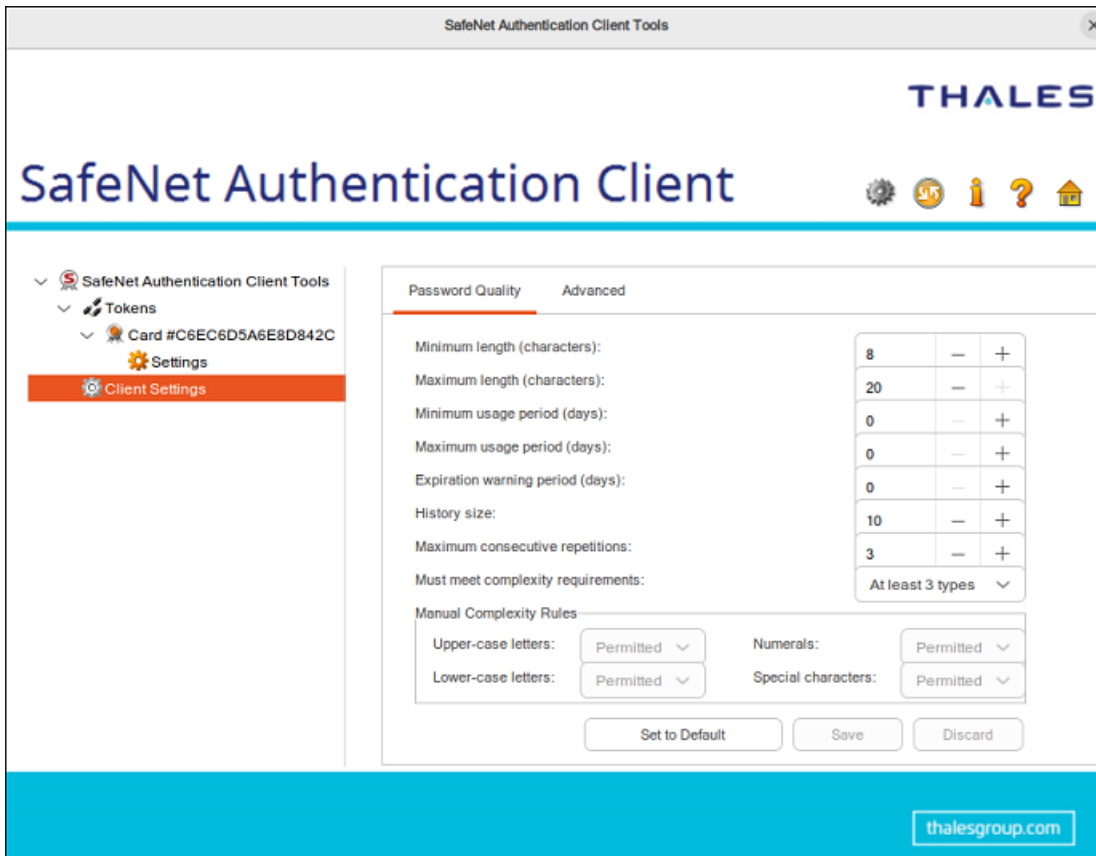 SafeNet Authentication Client Tools
THALES
SafeNet Authentication Client
SafeNet Authentication Client Tools
Tokens
Card #C6EC6D5A6E8D842C
Settings
Client Settings
Password Quality Advanced
Minimum length (characters): 8
Maximum length (characters): 20
Minimum usage period (days): 0
Maximum usage period (days): 0
Expiration warning period (days): 0
History size: 10
Maximum consecutive repetitions: 3
Must meet complexity requirements: At least 3 types
Manual Complexity Rules
Upper-case letters: Permitted Numerals: Permitted
Lower-case letters: Permitted Special characters: Permitted
Set to Default Save Discard
thalesgroup.com